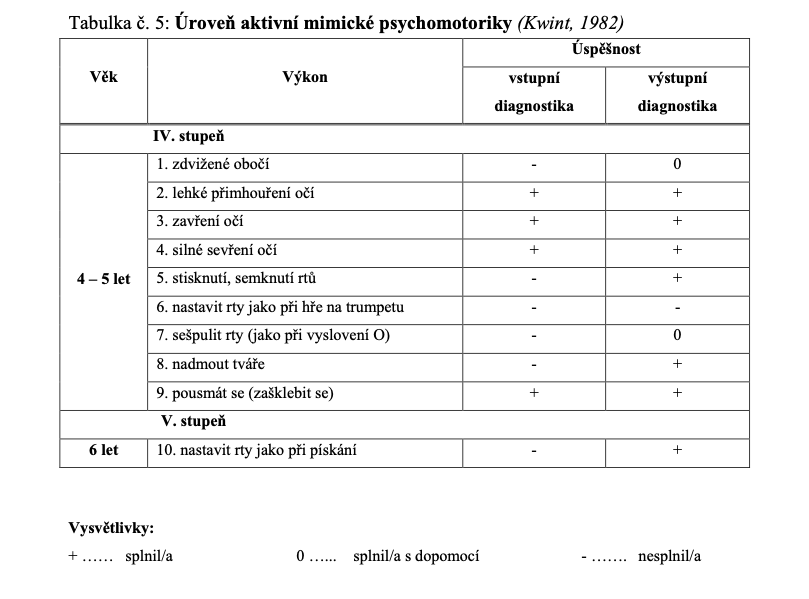 Tabulka č. 5: Úroveň aktivní mimické psychomotoriky (Kwint, 1982)
Věk Výkon Úspěšnost
vstupní diagnostika výstupní diagnostika
IV. stupeň
4 – 5 let
1. zdvižené obočí - 0
2. lehké přimhouření očí + +
3. zavření očí + +
4. silné sevření očí + +
5. stisknutí, semknutí rtů - +
6. nastavit rty jako při hře na trumpetu - -
7. sešpulit rty (jako při vyslovení O) - 0
8. nadmout tváře - +
9. pousmát se (zašklebit se) + +
V. stupeň
6 let 10. nastavit rty jako při pískání - +
Vysvětlivky:
+ …… splnil/a 0 …... splnil/a s dopomocí - ……. nesplnil/a